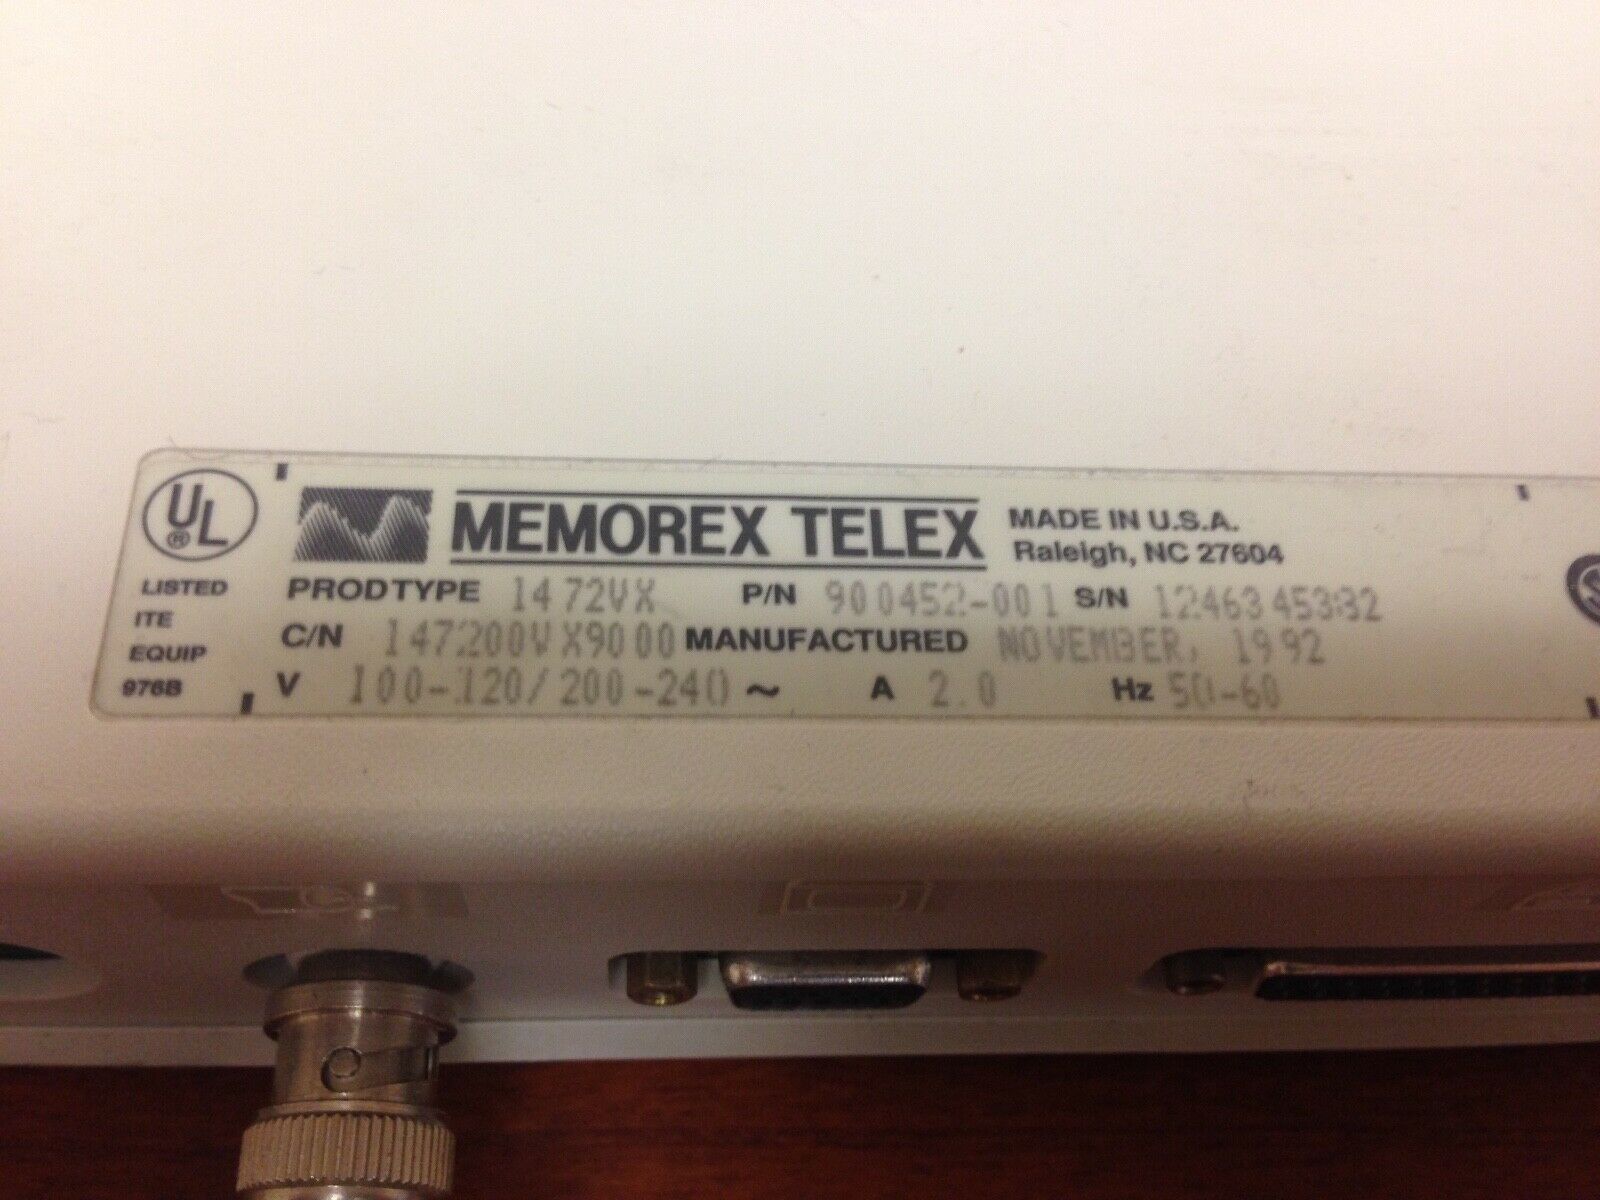 UL
®
LISTED
ITE
EQUIP
976B
MEMOREX TELEX
MADE IN U.S.A.
Raleigh, NC 27604
PRODTYPE 1472VX P/N 900452-001 S/N 1246345382
C/N 147200VX9000 MANUFACTURED NOVEMBER, 1992
V 100-120/200-240 ~ A 2.0 Hz 50-60